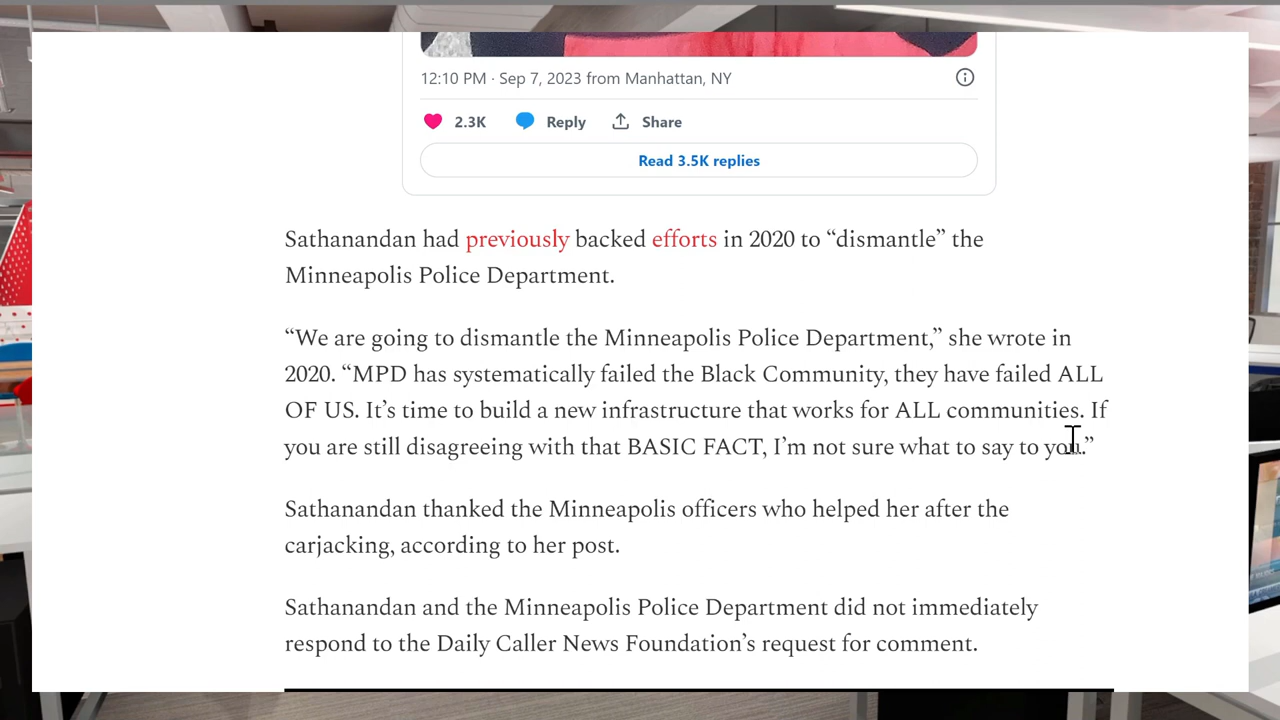 12:10 PM · Sep 7, 2023 from Manhattan, NY
2.3K Reply Share
Read 3.5K replies
Sathanandan had previously backed efforts in 2020 to “dismantle” the
Minneapolis Police Department.
“We are going to dismantle the Minneapolis Police Department,” she wrote in
2020. “MPD has systematically failed the Black Community, they have failed ALL
OF US. It’s time to build a new infrastructure that works for ALL communities. If
you are still disagreeing with that BASIC FACT, I’m not sure what to say to you.”
Sathanandan thanked the Minneapolis officers who helped her after the
carjacking, according to her post.
Sathanandan and the Minneapolis Police Department did not immediately
respond to the Daily Caller News Foundation’s request for comment.